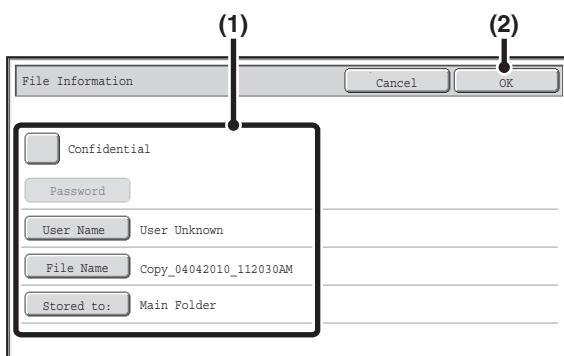 (1) (2)
File Information Cancel OK
Confidential
Password
User Name User Unknown
File Name Copy_04042010_112030AM
Stored to: Main Folder